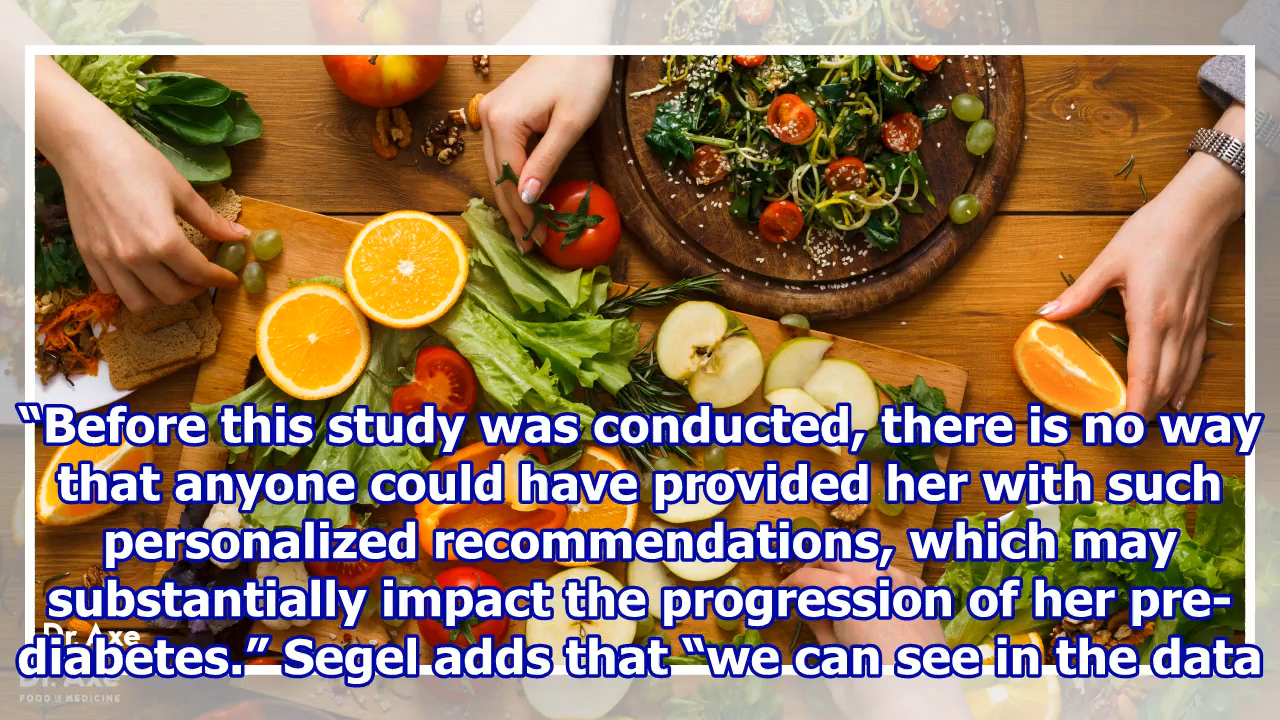 “Before this study was conducted, there is no way
that anyone could have provided her with such
personalized recommendations, which may
substantially impact the progression of her pre-
diabetes.” Segel adds that “we can see in the data
Dr. Axe
Dr. Axe
FOOD IS MEDICINE